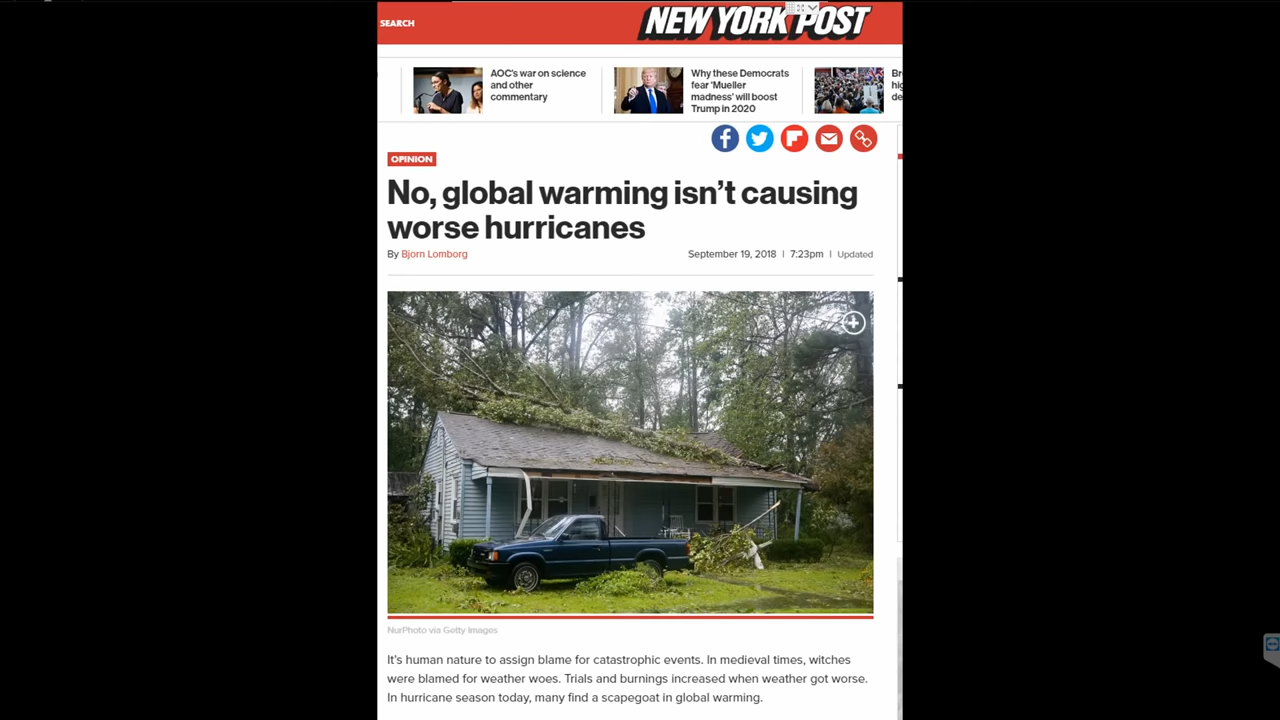 SEARCH
NEW YORK POST
AOC's war on science
and other
commentary
Why these Democrats
fear 'Mueller
madness' will boost
Trump in 2020
OPINION
No, global warming isn't causing
worse hurricanes
By Bjorn Lomborg
September 19, 2018 | 7:23pm | Updated
NurPhoto via Getty Images
It's human nature to assign blame for catastrophic events. In medieval times, witches
were blamed for weather woes. Trials and burnings increased when weather got worse.
In hurricane season today, many find a scapegoat in global warming.